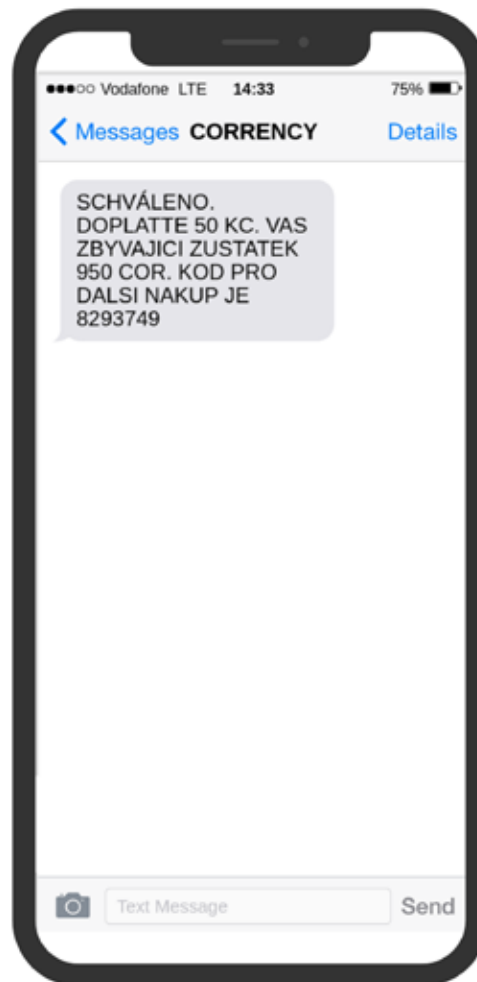 ●●●○○ Vodafone LTE 14:33 75%
Messages CORRENCY Details
SCHVÁLENO.
DOPLATTE 50 KC. VAS
ZBYVAJICI ZUSTATEK
950 COR. KOD PRO
DALSI NAKUP JE
8293749
Text Message Send